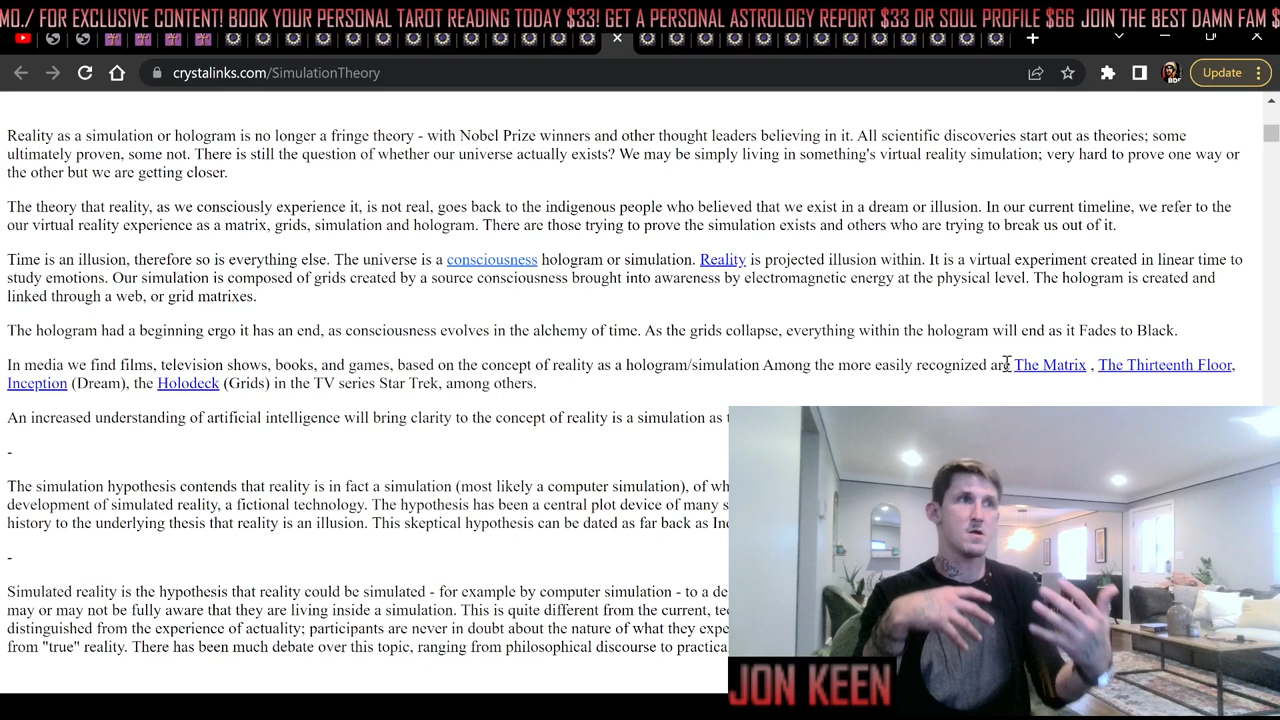 MO./ FOR EXCLUSIVE CONTENT! BOOK YOUR PERSONAL TAROT READING TODAY $33! GET A PERSONAL ASTROLOGY REPORT $33 OR SOUL PROFILE $66 JOIN THE BEST DAMN FAM $
crystalinks.com/SimulationTheory
Update
Reality as a simulation or hologram is no longer a fringe theory - with Nobel Prize winners and other thought leaders believing in it. All scientific discoveries start out as theories; some
ultimately proven, some not. There is still the question of whether our universe actually exists? We may be simply living in something's virtual reality simulation; very hard to prove one way or
the other but we are getting closer.
The theory that reality, as we consciously experience it, is not real, goes back to the indigenous people who believed that we exist in a dream or illusion. In our current timeline, we refer to the
our virtual reality experience as a matrix, grids, simulation and hologram. There are those trying to prove the simulation exists and others who are trying to break us out of it.
Time is an illusion, therefore so is everything else. The universe is a consciousness hologram or simulation. Reality is projected illusion within. It is a virtual experiment created in linear time to
study emotions. Our simulation is composed of grids created by a source consciousness brought into awareness by electromagnetic energy at the physical level. The hologram is created and
linked through a web, or grid matrixes.
The hologram had a beginning ergo it has an end, as consciousness evolves in the alchemy of time. As the grids collapse, everything within the hologram will end as it Fades to Black.
In media we find films, television shows, books, and games, based on the concept of reality as a hologram/simulation Among the more easily recognized are The Matrix , The Thirteenth Floor,
Inception (Dream), the Holodeck (Grids) in the TV series Star Trek, among others.
An increased understanding of artificial intelligence will bring clarity to the concept of reality is a simulation as
-
The simulation hypothesis contends that reality is in fact a simulation (most likely a computer simulation), of
development of simulated reality, a fictional technology. The hypothesis has been a central plot device of many
history to the underlying thesis that reality is an illusion. This skeptical hypothesis can be dated as far back as
-
Simulated reality is the hypothesis that reality could be simulated - for example by computer simulation - to a
may or may not be fully aware that they are living inside a simulation. This is quite different from the current,
distinguished from the experience of actuality; participants are never in doubt about the nature of what they
from "true" reality. There has been much debate over this topic, ranging from philosophical discourse to
JON KEEN